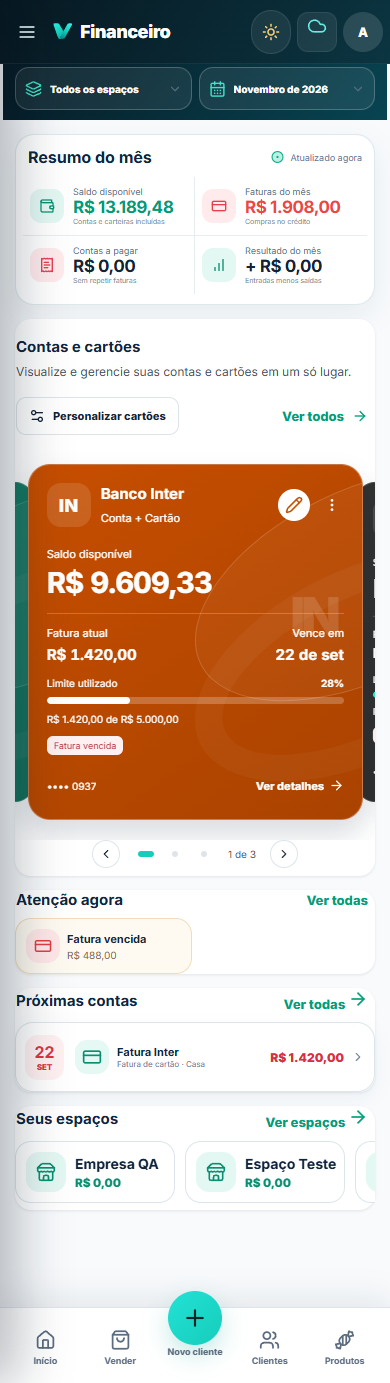 Financeiro
A
Todos os espaços
Novembro de 2026
Resumo do mês
Atualizado agora
Saldo disponível
R$ 13.189,48
Contas e carteiras incluídas
Faturas do mês
R$ 1.908,00
Compras no crédito
Contas a pagar
R$ 0,00
Sem repetir faturas
Resultado do mês
+ R$ 0,00
Entradas menos saídas
Contas e cartões
Visualize e gerencie suas contas e cartões em um só lugar.
Personalizar cartões
Ver todos
IN
Banco Inter
Conta + Cartão
Saldo disponível
R$ 9.609,33
IN
Fatura atual
Vence em
R$ 1.420,00
22 de set
Limite utilizado
28%
R$ 1.420,00 de R$ 5.000,00
Fatura vencida
•••• 0937
Ver detalhes
1 de 3
Atenção agora
Ver todas
Fatura vencida
R$ 488,00
Próximas contas
Ver todas
22
SET
Fatura Inter
Fatura de cartão · Casa
R$ 1.420,00
Seus espaços
Ver espaços
Empresa QA
R$ 0,00
Espaço Teste
R$ 0,00
Início
Vender
Novo cliente
Clientes
Produtos